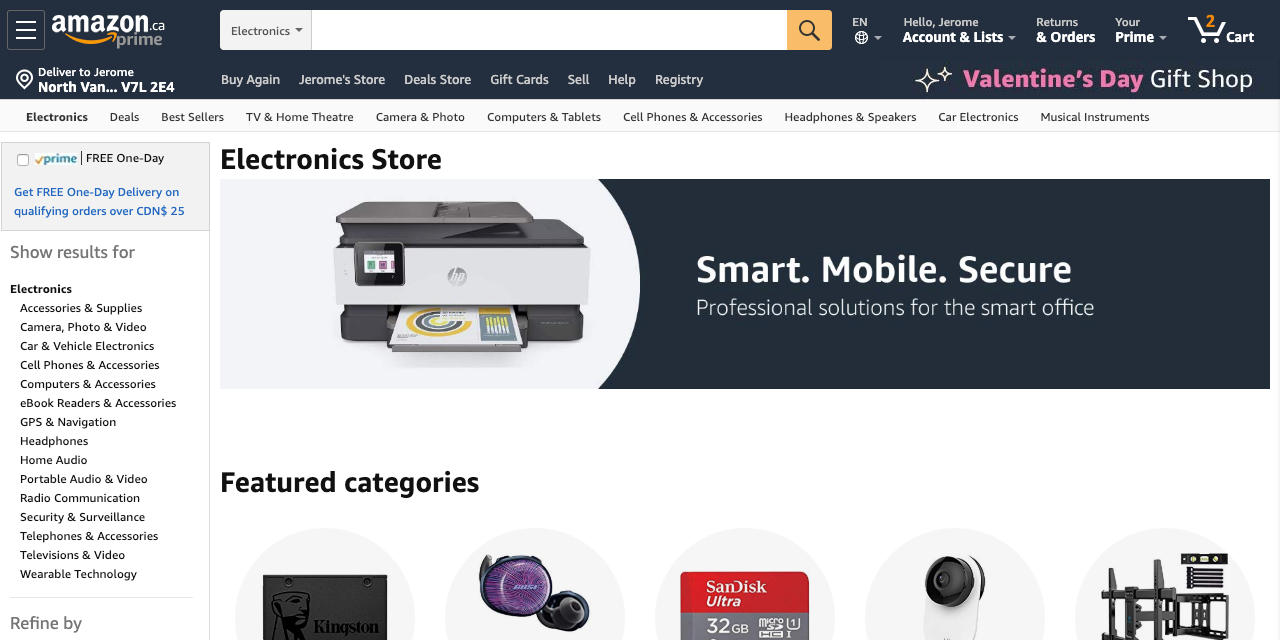 amazon.ca
prime
Electronics
EN
Hello, Jerome
Account & Lists
Returns
& Orders
Your
Prime
2
Cart
Deliver to Jerome
North Van... V7L 2E4
Buy Again
Jerome's Store
Deals Store
Gift Cards
Sell
Help
Registry
Valentine's Day Gift Shop
Electronics
Deals
Best Sellers
TV & Home Theatre
Camera & Photo
Computers & Tablets
Cell Phones & Accessories
Headphones & Speakers
Car Electronics
Musical Instruments
prime | FREE One-Day
Get FREE One-Day Delivery on
qualifying orders over CDN$ 25
Show results for
Electronics
Accessories & Supplies
Camera, Photo & Video
Car & Vehicle Electronics
Cell Phones & Accessories
Computers & Accessories
eBook Readers & Accessories
GPS & Navigation
Headphones
Home Audio
Portable Audio & Video
Radio Communication
Security & Surveillance
Telephones & Accessories
Televisions & Video
Wearable Technology
Refine by
Electronics Store
hp
Smart. Mobile. Secure
Professional solutions for the smart office
Featured categories
Kingston
BOSE
SanDisk
Ultra
32GB
micro
HC I
U1